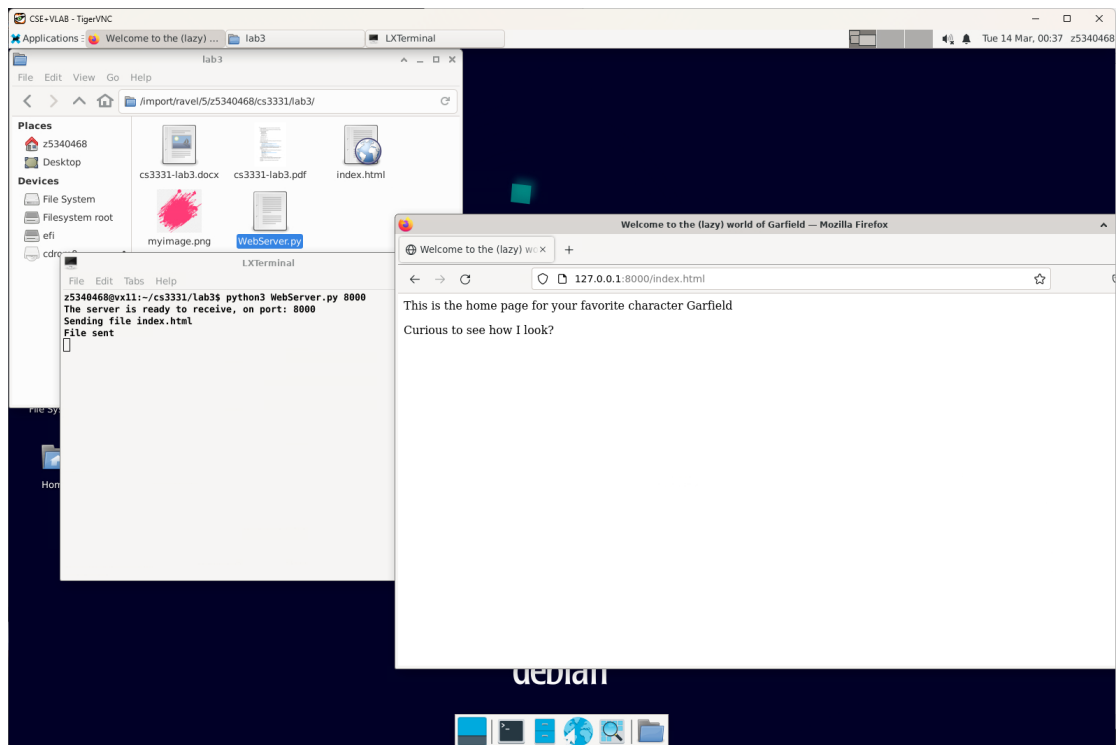 CSE+VLAB - TigerVNC
Applications
Welcome to the (lazy) ...
lab3
LXTerminal
Tue 14 Mar, 00:37 z5340468
lab3
File Edit View Go Help
/import/ravel/5/z5340468/cs3331/lab3/
Places
z5340468
Desktop
Devices
File System
Filesystem root
efi
cs3331-lab3.docx
cs3331-lab3.pdf
index.html
myimage.png
WebServer.py
LXTerminal
File Edit Tabs Help
z5340468@vx11:~/cs3331/lab3$ python3 WebServer.py 8000
The server is ready to receive, on port: 8000
Sending file index.html
File sent
Welcome to the (lazy) world of Garfield — Mozilla Firefox
Welcome to the (lazy)
127.0.0.1:8000/index.html
This is the home page for your favorite character Garfield
Curious to see how I look?
debian